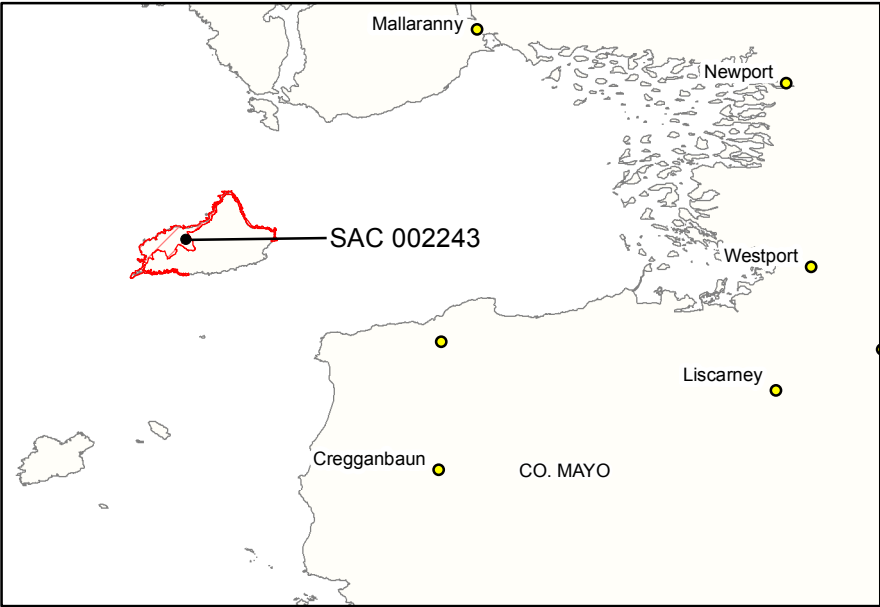 Mallaranny
Newport
SAC 002243
Westport
Liscarney
Cregganbaun
CO. MAYO